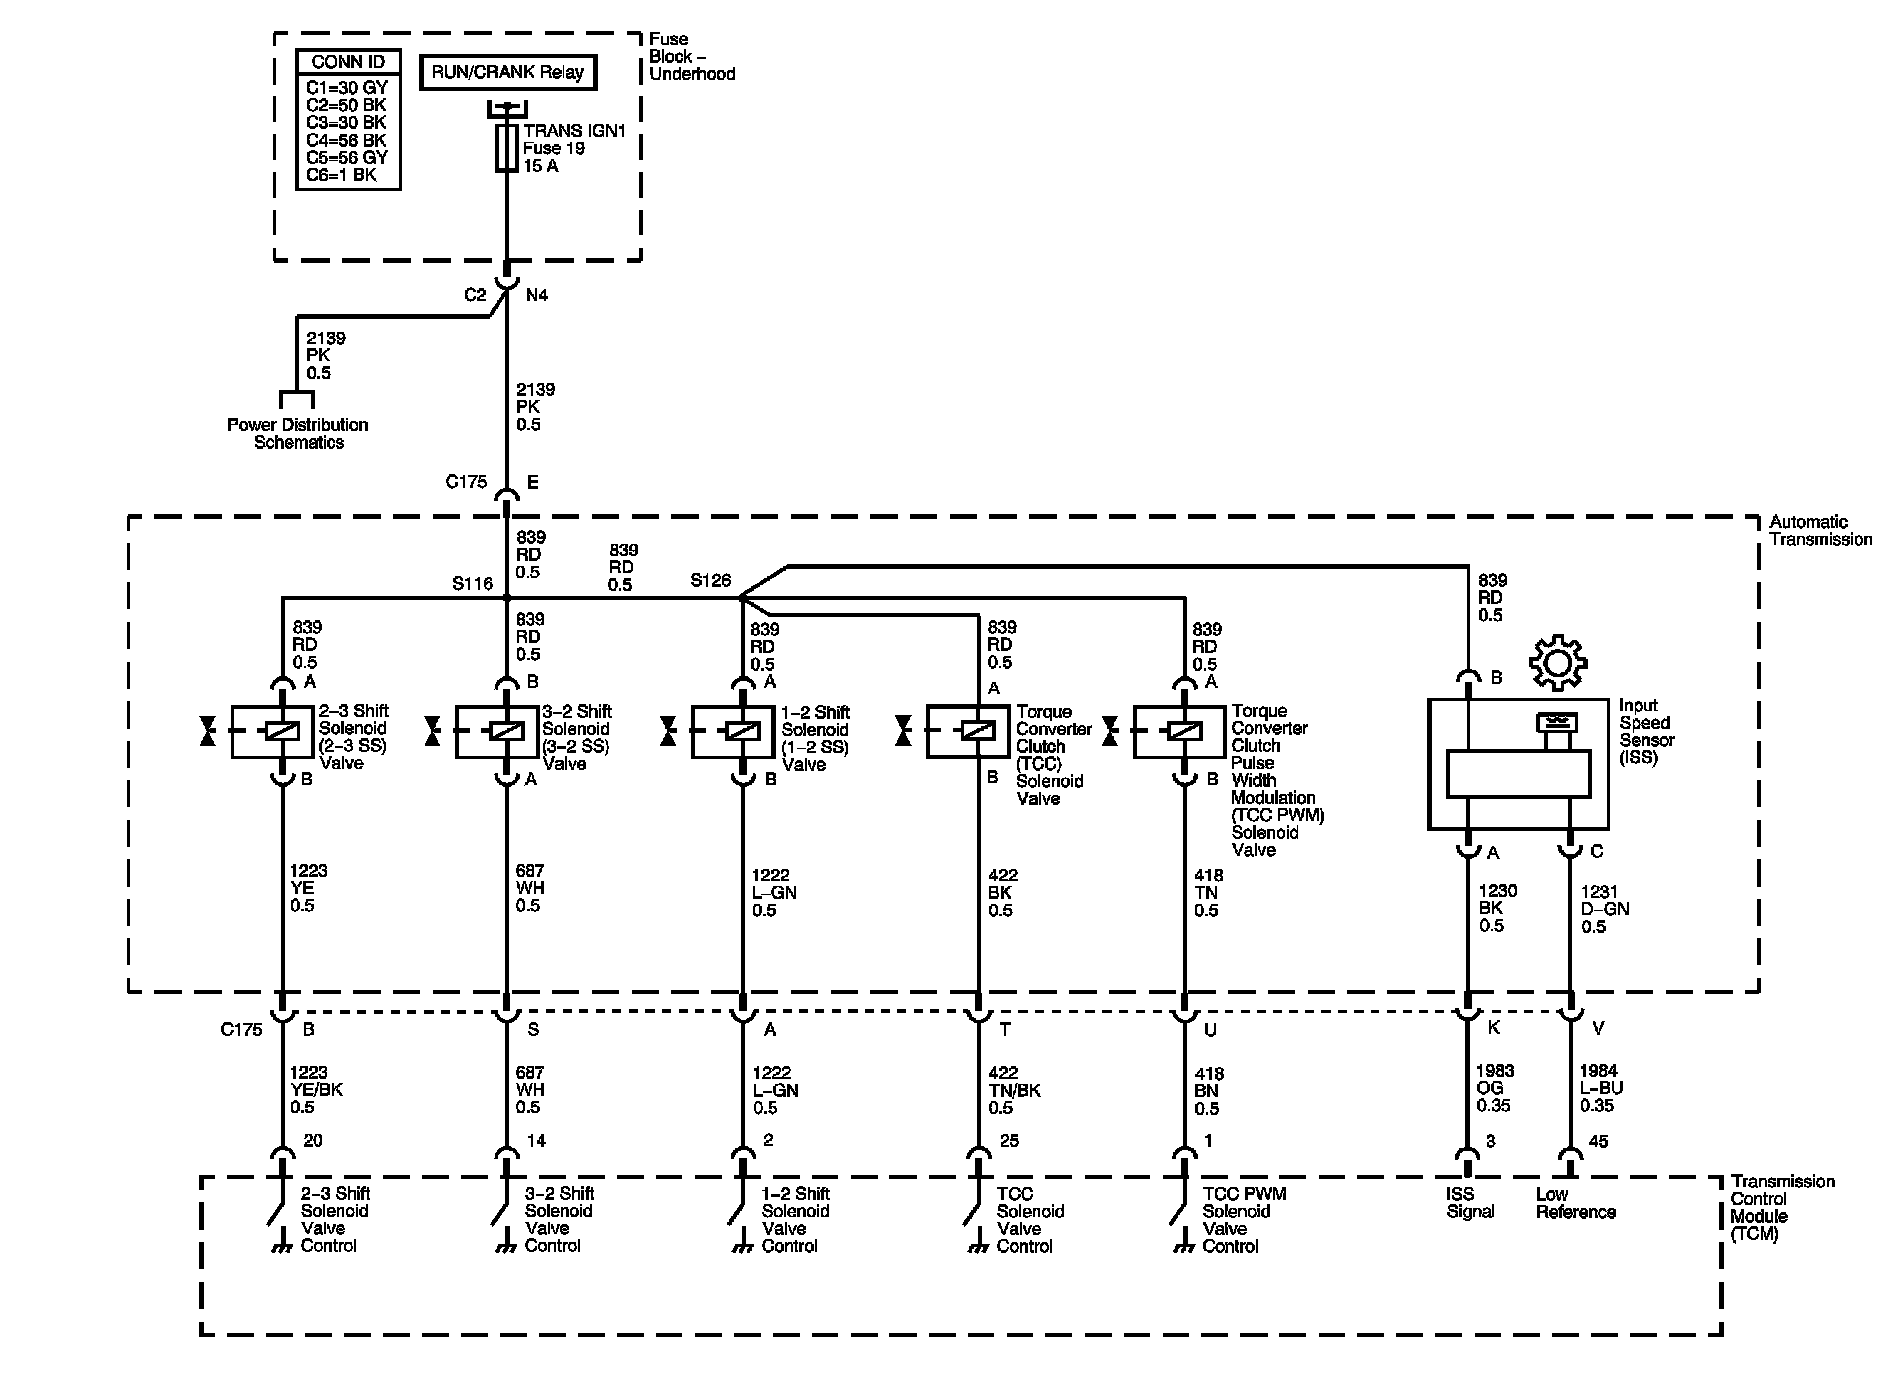 Fuse
Block –
Underhood
CONN ID
C1=30 GY
C2=50 BK
C3=30 BK
C4=56 BK
C5=56 GY
C6=1 BK
RUN/CRANK Relay
TRANS IGN1
Fuse 19
15 A
C2
N4
2139
PK
0.5
Power Distribution
Schematics
2139
PK
0.5
C175
E
Automatic
Transmission
839
RD
0.5
839
RD
0.5
S116
S126
839
RD
0.5
839
RD
0.5
839
RD
0.5
839
RD
0.5
839
RD
0.5
839
RD
0.5
A
B
A
A
A
B
2–3 Shift
Solenoid
(2–3 SS)
Valve
3–2 Shift
Solenoid
(3–2 SS)
Valve
1–2 Shift
Solenoid
(1–2 SS)
Valve
Torque
Converter
Clutch
(TCC)
Solenoid
Valve
Torque
Converter
Clutch
Pulse
Width
Modulation
(TCC PWM)
Solenoid
Valve
Input
Speed
Sensor
(ISS)
B
A
B
B
B
A
C
1223
YE
0.5
687
WH
0.5
1222
L–GN
0.5
422
BK
0.5
418
TN
0.5
1230
BK
0.5
1231
D–GN
0.5
C175
B
S
A
T
U
K
V
1223
YE/BK
0.5
687
WH
0.5
1222
L–GN
0.5
422
TN/BK
0.5
418
BN
0.5
1983
OG
0.35
1984
L–BU
0.35
20
14
2
25
1
3
45
2–3 Shift
Solenoid
Valve
Control
3–2 Shift
Solenoid
Valve
Control
1–2 Shift
Solenoid
Valve
Control
TCC
Solenoid
Valve
Control
TCC PWM
Solenoid
Valve
Control
ISS
Signal
Low
Reference
Transmission
Control
Module
(TCM)